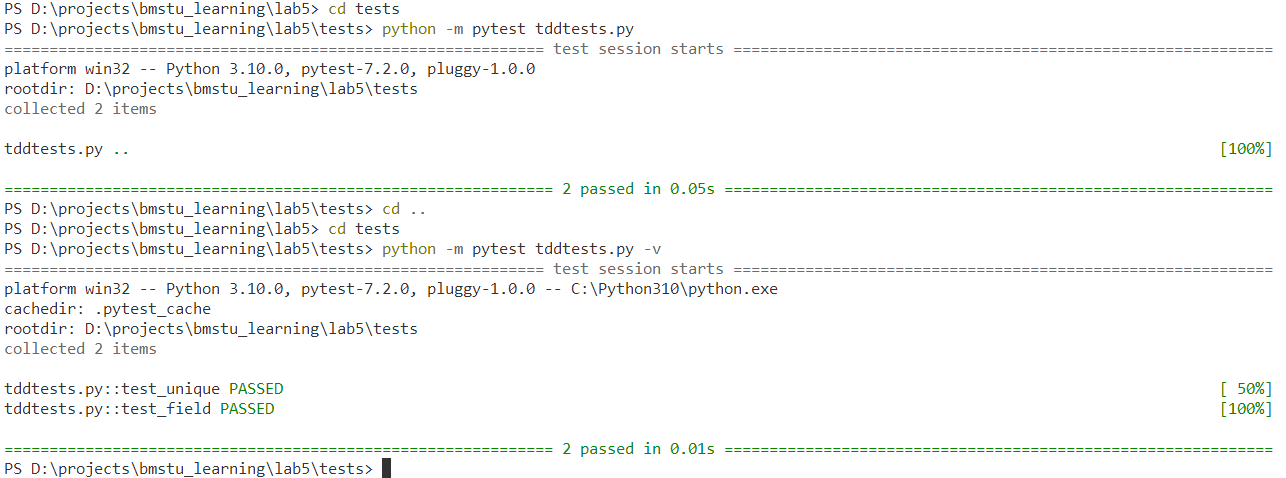 PS D:\projects\bmstu_learning\lab5> cd tests
PS D:\projects\bmstu_learning\lab5\tests> python -m pytest tddtests.py
============================================================ test session starts ============================================================
platform win32 -- Python 3.10.0, pytest-7.2.0, pluggy-1.0.0
rootdir: D:\projects\bmstu_learning\lab5\tests
collected 2 items

tddtests.py .. [100%]

============================================================= 2 passed in 0.05s =============================================================
PS D:\projects\bmstu_learning\lab5\tests> cd ..
PS D:\projects\bmstu_learning\lab5> cd tests
PS D:\projects\bmstu_learning\lab5\tests> python -m pytest tddtests.py -v
============================================================ test session starts ============================================================
platform win32 -- Python 3.10.0, pytest-7.2.0, pluggy-1.0.0 -- C:\Python310\python.exe
cachedir: .pytest_cache
rootdir: D:\projects\bmstu_learning\lab5\tests
collected 2 items

tddtests.py::test_unique PASSED [ 50%]
tddtests.py::test_field PASSED [100%]

============================================================= 2 passed in 0.01s =============================================================
PS D:\projects\bmstu_learning\lab5\tests>